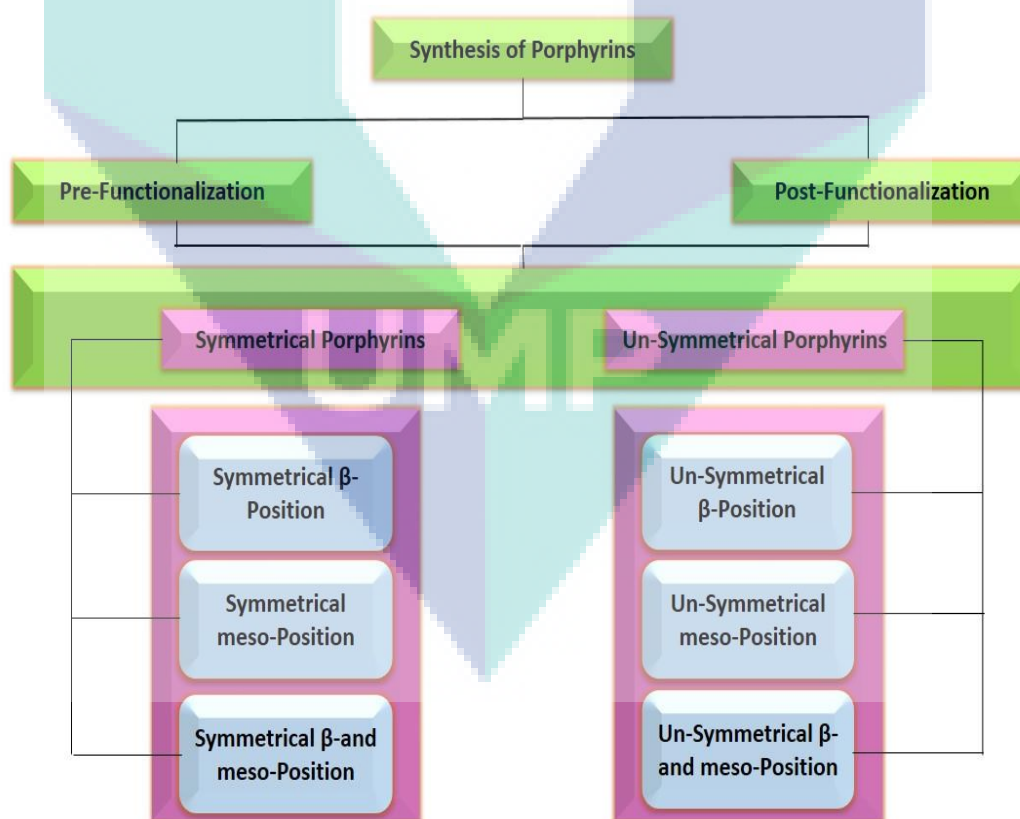 Synthesis of Porphyrins
Pre-Functionalization
Post-Functionalization
Symmetrical Porphyrins
Un-Symmetrical Porphyrins
UMP
Symmetrical β-
Position
Un-Symmetrical
β-Position
Symmetrical
meso-Position
Un-Symmetrical
meso-Position
Symmetrical β-and
meso-Position
Un-Symmetrical β-
and meso-Position